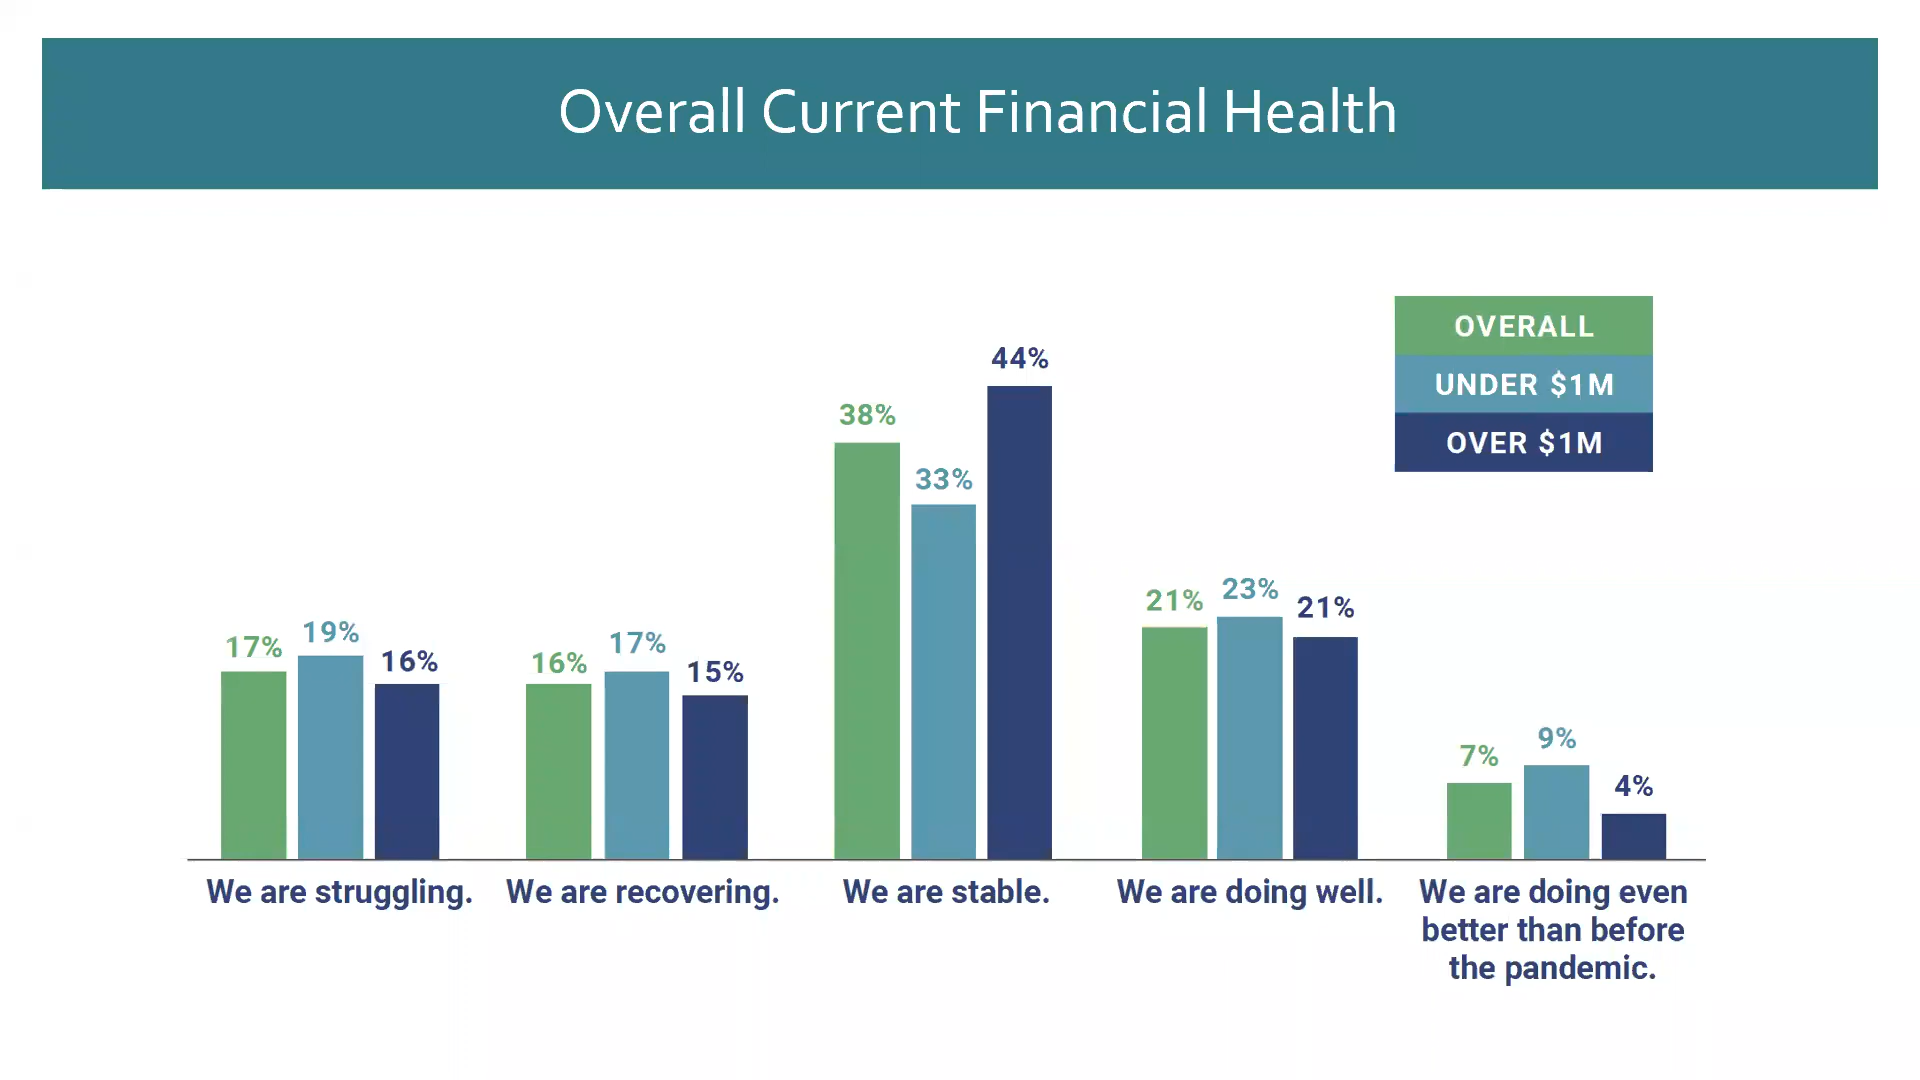 Overall Current Financial Health
OVERALL
UNDER $1M
OVER $1M
17%
19%
16%
16%
17%
15%
38%
33%
44%
21%
23%
21%
7%
9%
4%
We are struggling.
We are recovering.
We are stable.
We are doing well.
We are doing even
better than before
the pandemic.